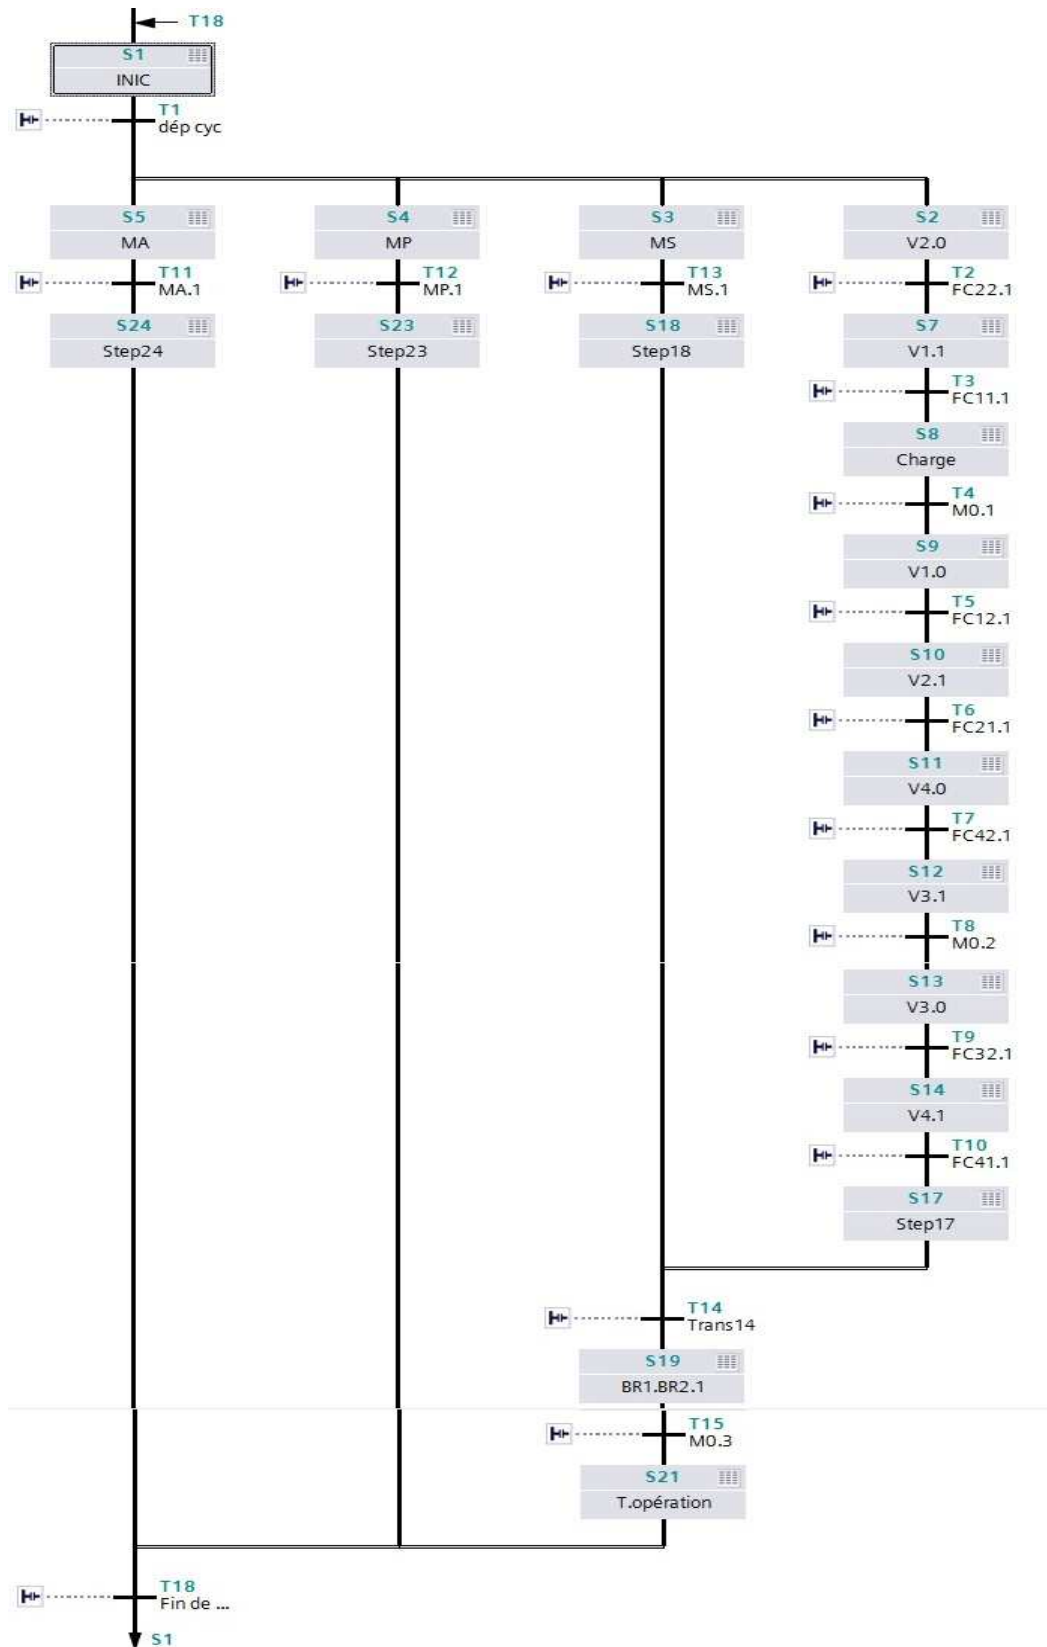 T18
S1
INIC
T1
dép cyc
S5
MA
S4
MP
S3
MS
S2
V2.0
T11
MA.1
T12
MP.1
T13
MS.1
T2
FC22.1
S24
Step24
S23
Step23
S18
Step18
S7
V1.1
T3
FC11.1
S8
Charge
T4
M0.1
S9
V1.0
T5
FC12.1
S10
V2.1
T6
FC21.1
S11
V4.0
T7
FC42.1
S12
V3.1
T8
M0.2
S13
V3.0
T9
FC32.1
S14
V4.1
T10
FC41.1
S17
Step17
T14
Trans14
S19
BR1.BR2.1
T15
M0.3
S21
T.opération
T18
Fin de ...
S1